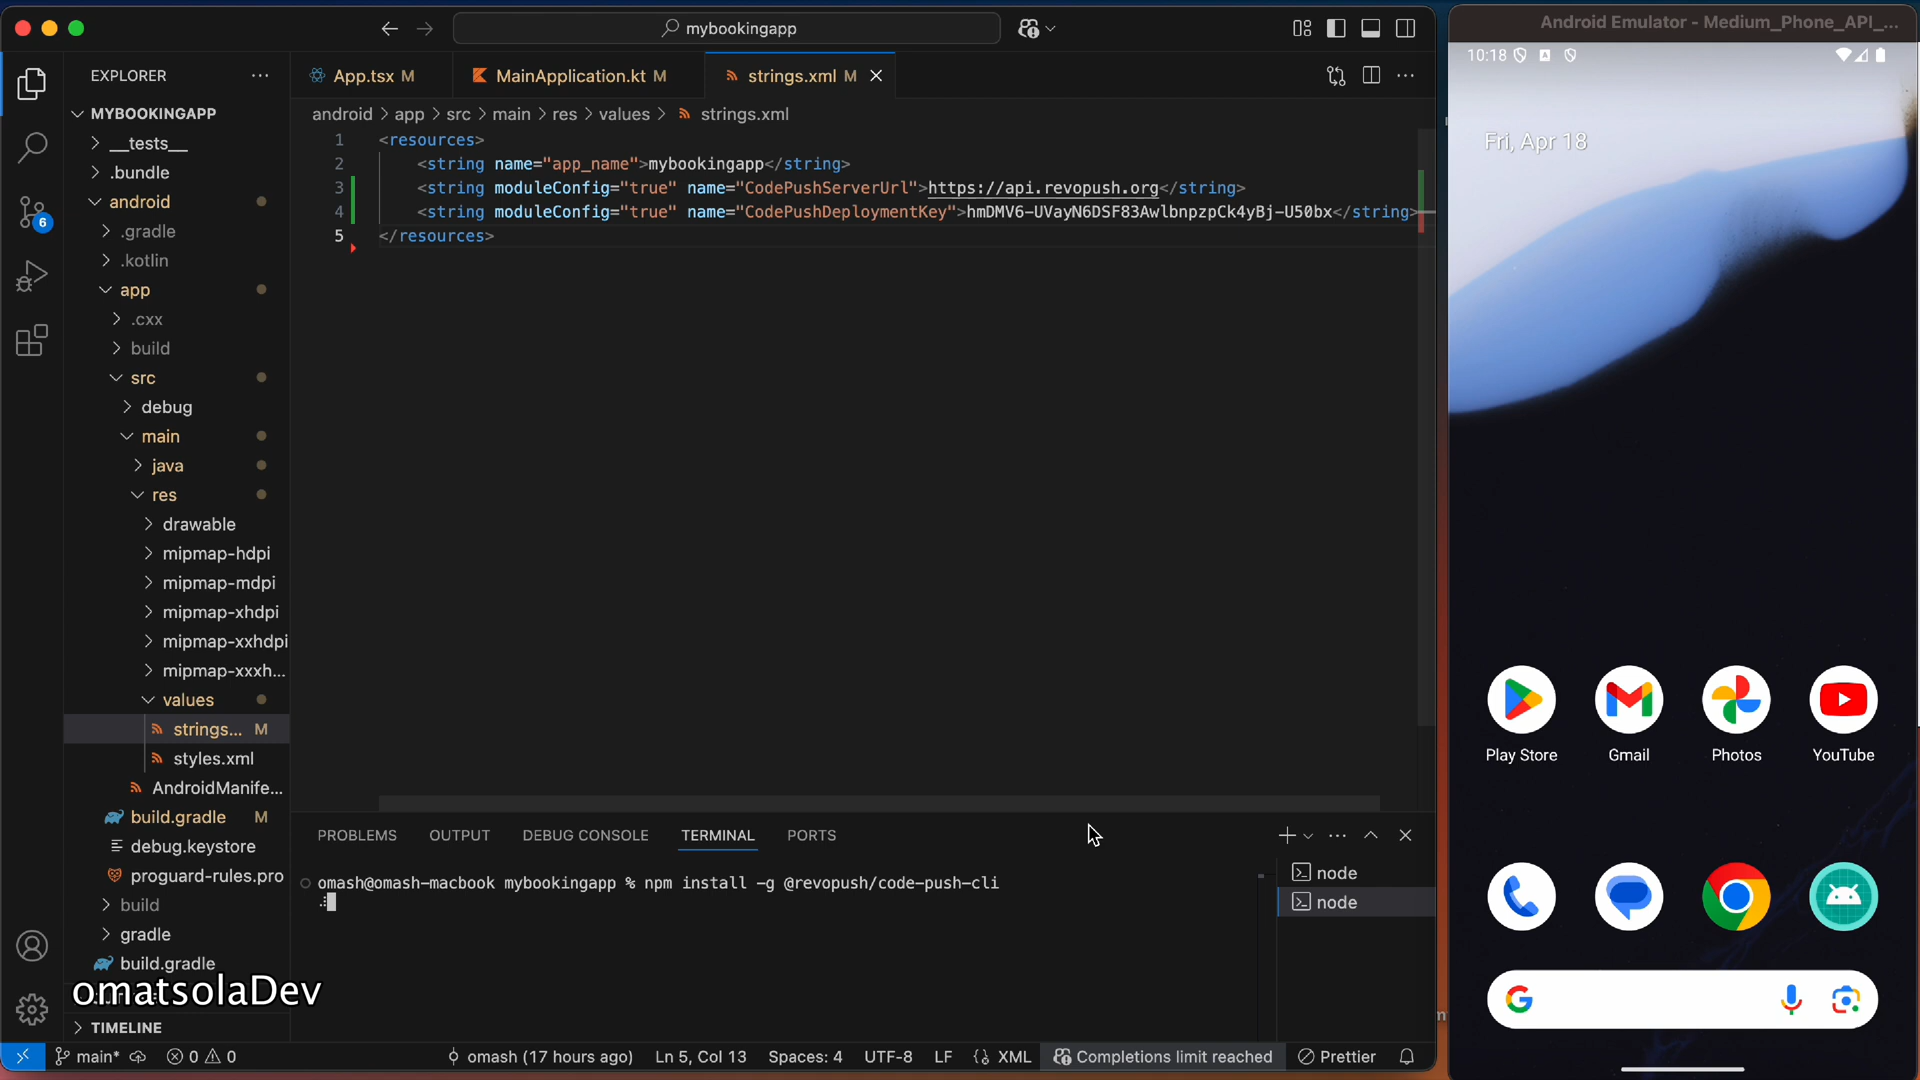 mybookingapp
EXPLORER
App.tsx M
MainApplication.kt M
strings.xml M
MYBOOKINGAPP
android > app > src > main > res > values > strings.xml
__tests__
.bundle
android
.gradle
.kotlin
app
.cxx
build
src
debug
main
java
res
drawable
mipmap-hdpi
mipmap-mdpi
mipmap-xhdpi
mipmap-xxhdpi
mipmap-xxxh...
values
strings... M
styles.xml
AndroidManife...
build.gradle M
debug.keystore
proguard-rules.pro
build
gradle
build.gradle
TIMELINE
1 <resources>
2 <string name="app_name">mybookingapp</string>
3 <string moduleConfig="true" name="CodePushServerUrl">https://api.revopush.org</string>
4 <string moduleConfig="true" name="CodePushDeploymentKey">hmDMV6-UVayN6DSF83AwlbnpzpCk4yBj-U50bx</string>
5 </resources>
PROBLEMS OUTPUT DEBUG CONSOLE TERMINAL PORTS
omash@omash-macbook mybookingapp % npm install -g @revopush/code-push-cli
node
node
omatsolaDev
6
main* 0 0 omash (17 hours ago) Ln 5, Col 13 Spaces: 4 UTF-8 LF {} XML Completions limit reached Prettier
Android Emulator - Medium_Phone_API_...
10:18
Fri, Apr 18
Play Store Gmail Photos YouTube